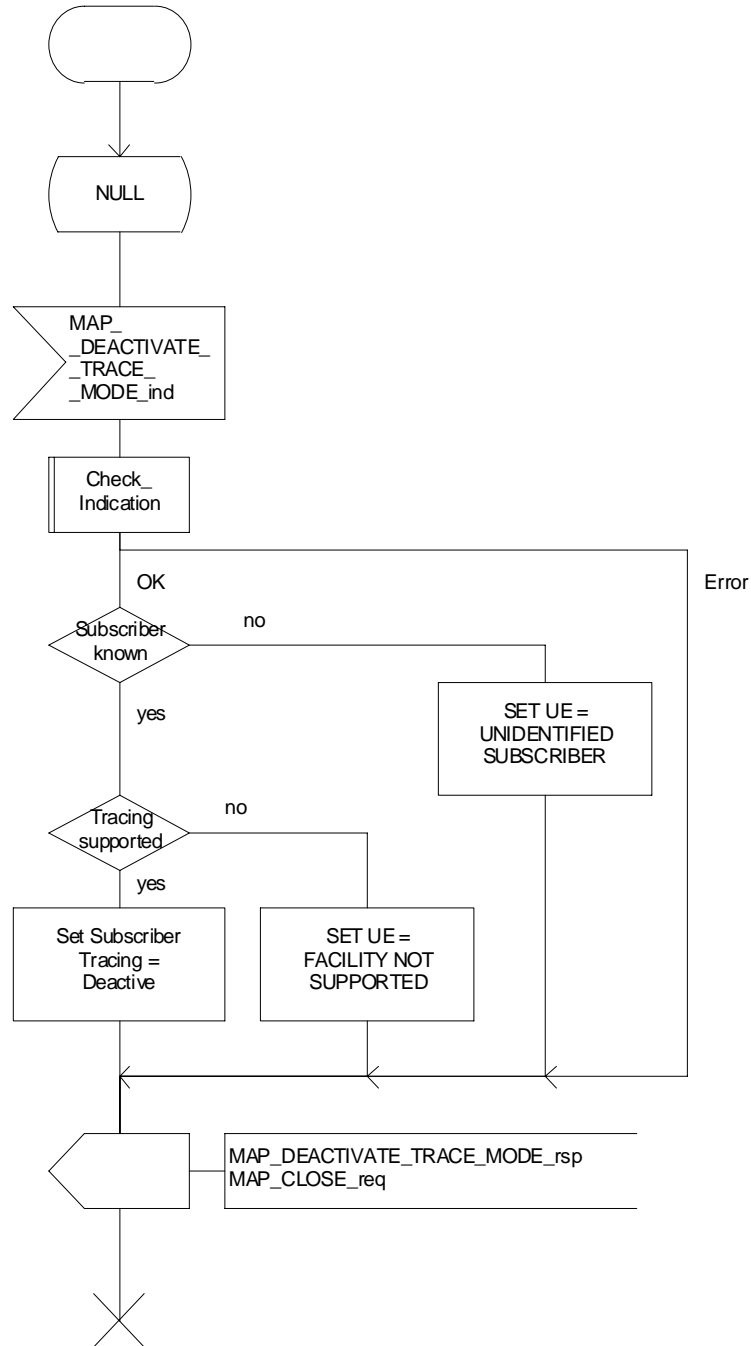 NULL
MAP_
_DEACTIVATE_
_TRACE_
_MODE_ind
Check_
Indication
OK
Error
Subscriber
known
no
yes
SET UE =
UNIDENTIFIED
SUBSCRIBER
Tracing
supported
no
yes
Set Subscriber
Tracing =
Deactive
SET UE =
FACILITY NOT
SUPPORTED
MAP_DEACTIVATE_TRACE_MODE_rsp
MAP_CLOSE_req